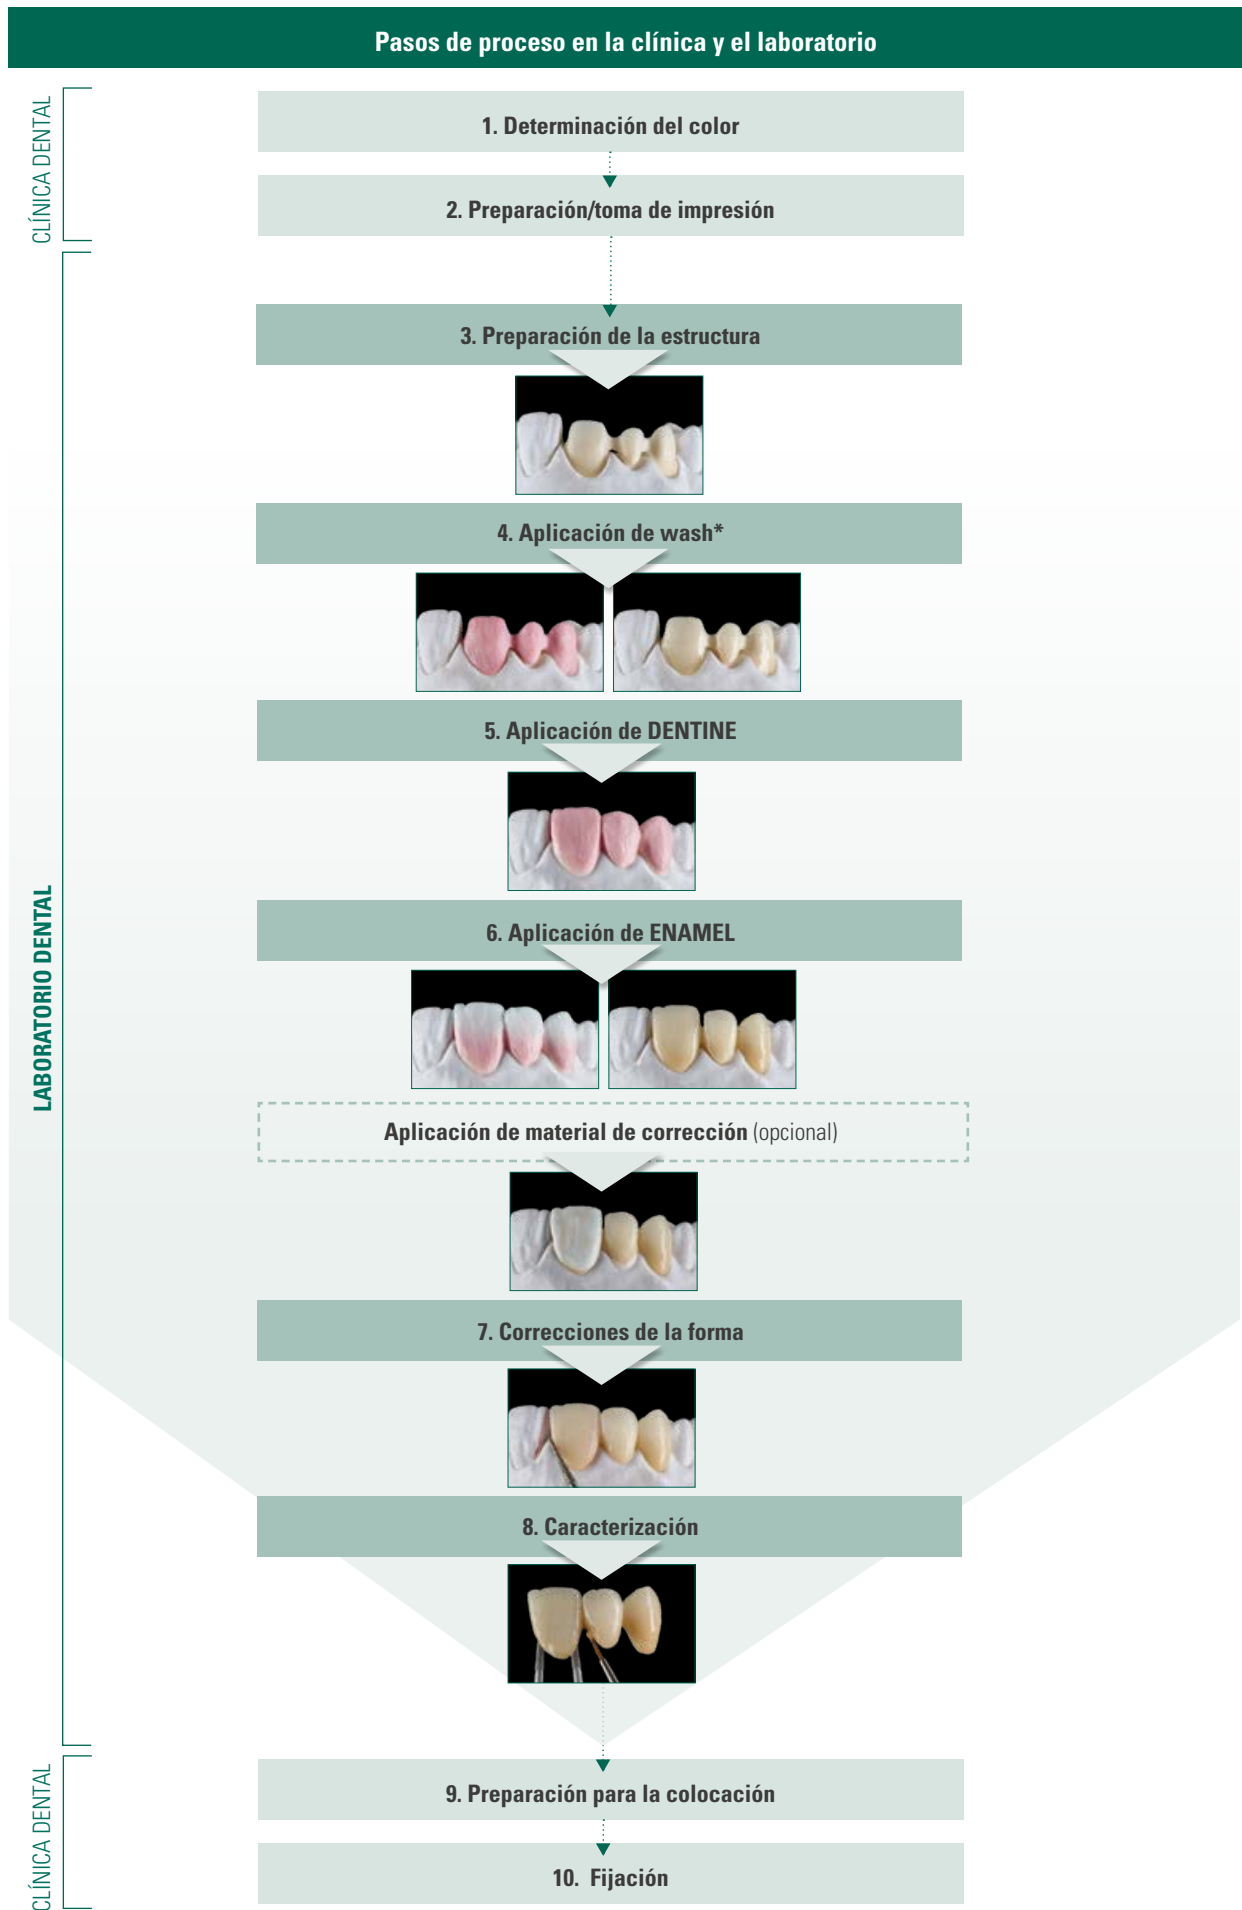 Pasos de proceso en la clínica y el laboratorio
CLÍNICA DENTAL
1. Determinación del color
2. Preparación/toma de impresión
LABORATORIO DENTAL
3. Preparación de la estructura
4. Aplicación de wash*
5. Aplicación de DENTINE
6. Aplicación de ENAMEL
Aplicación de material de corrección (opcional)
7. Correcciones de la forma
8. Caracterización
CLÍNICA DENTAL
9. Preparación para la colocación
10. Fijación